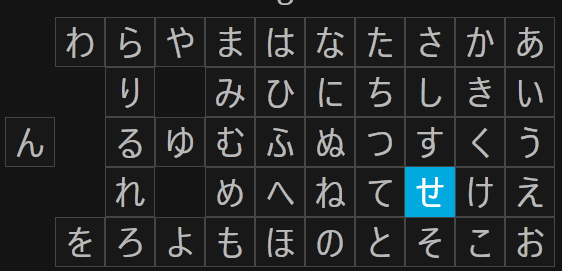 わ ら や ま は な た さ か あ
り み ひ に ち し き い
ん る ゆ む ふ ぬ つ す く う
れ め へ ね て せ け え
を ろ よ も ほ の と そ こ お